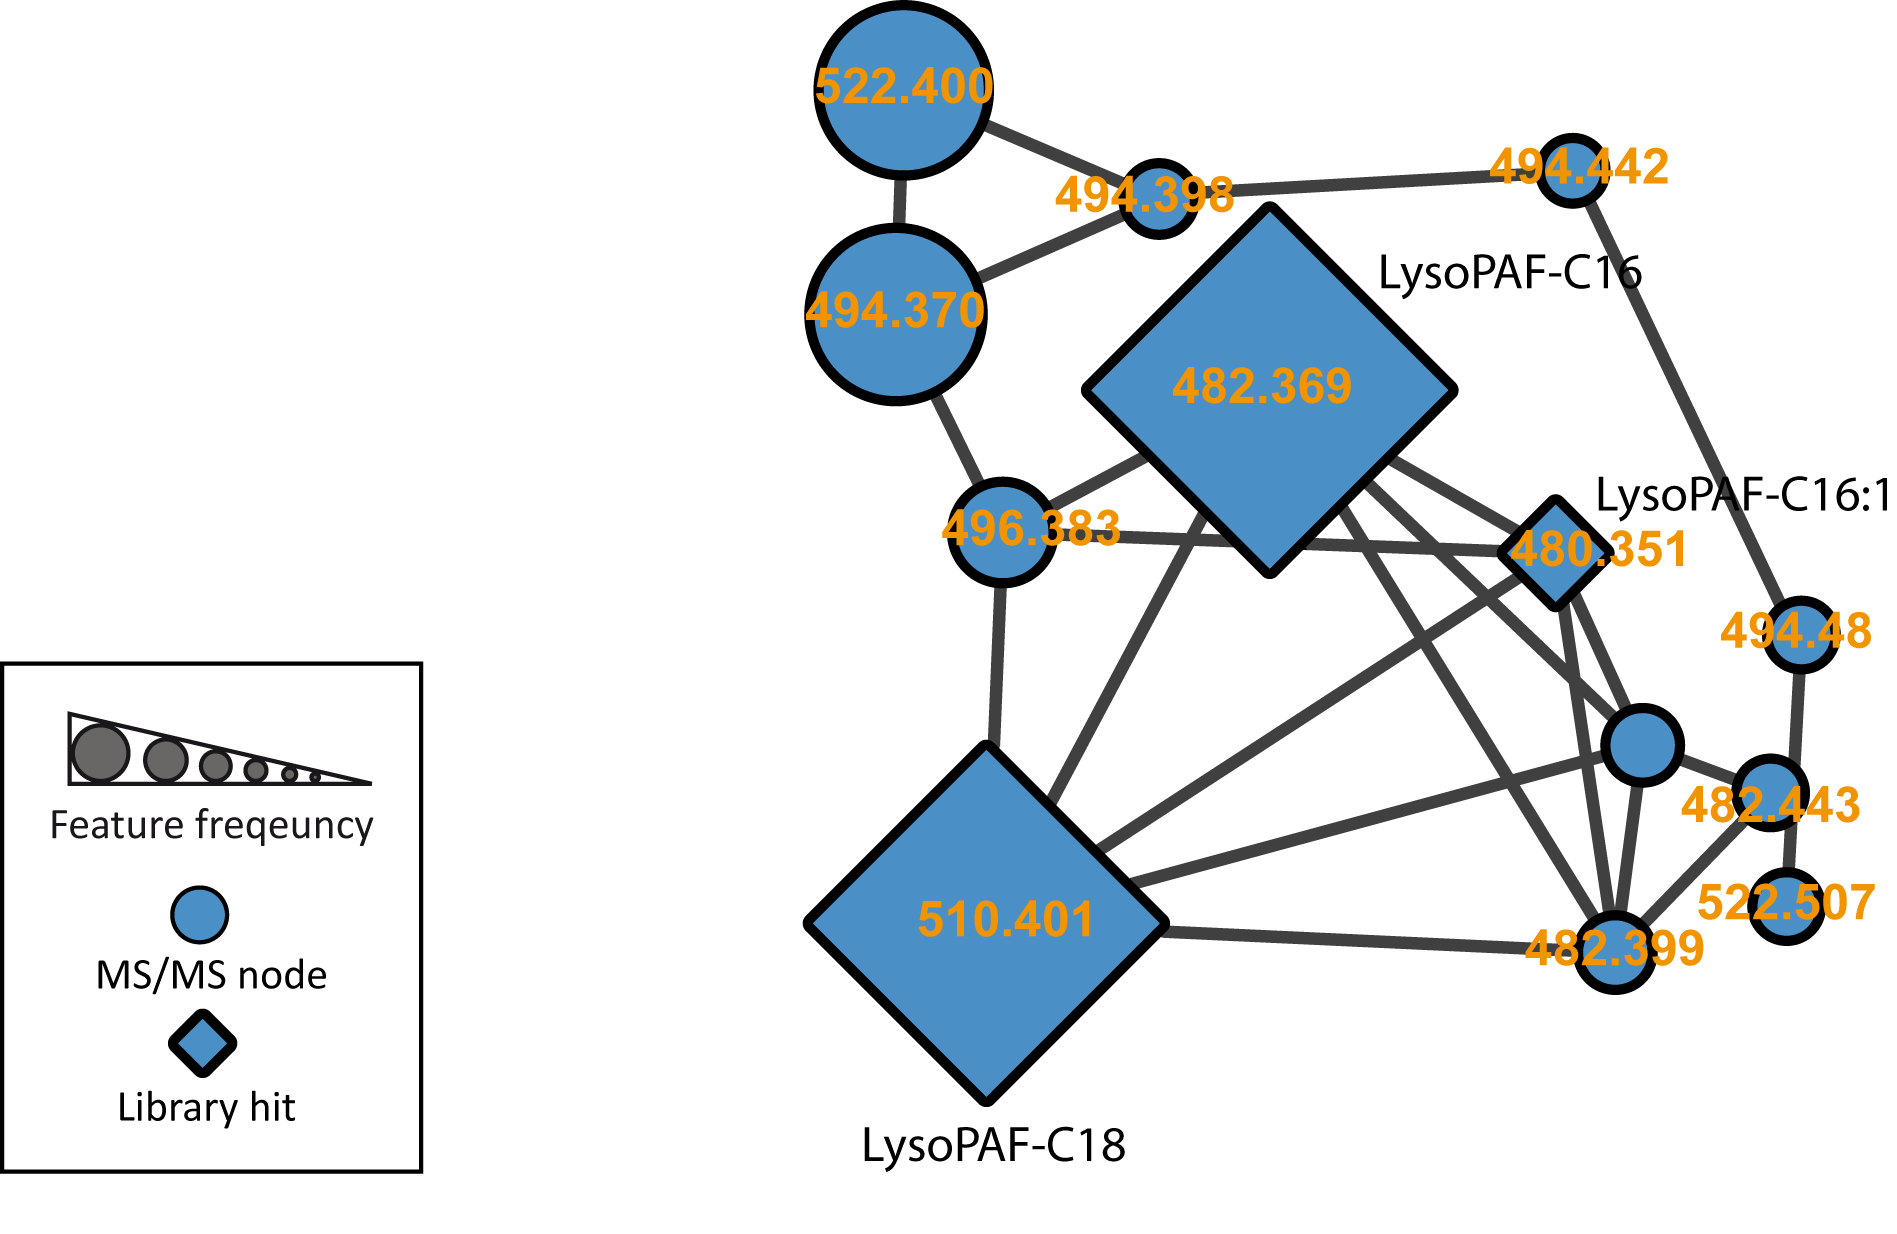 522.400
494.442
494.398
LysoPAF-C16
494.370
482.369
LysoPAF-C16:1
496.383
480.351
494.48
482.443
Feature freqeuncy
522.507
510.401
482.399
MS/MS node
Library hit
LysoPAF-C18